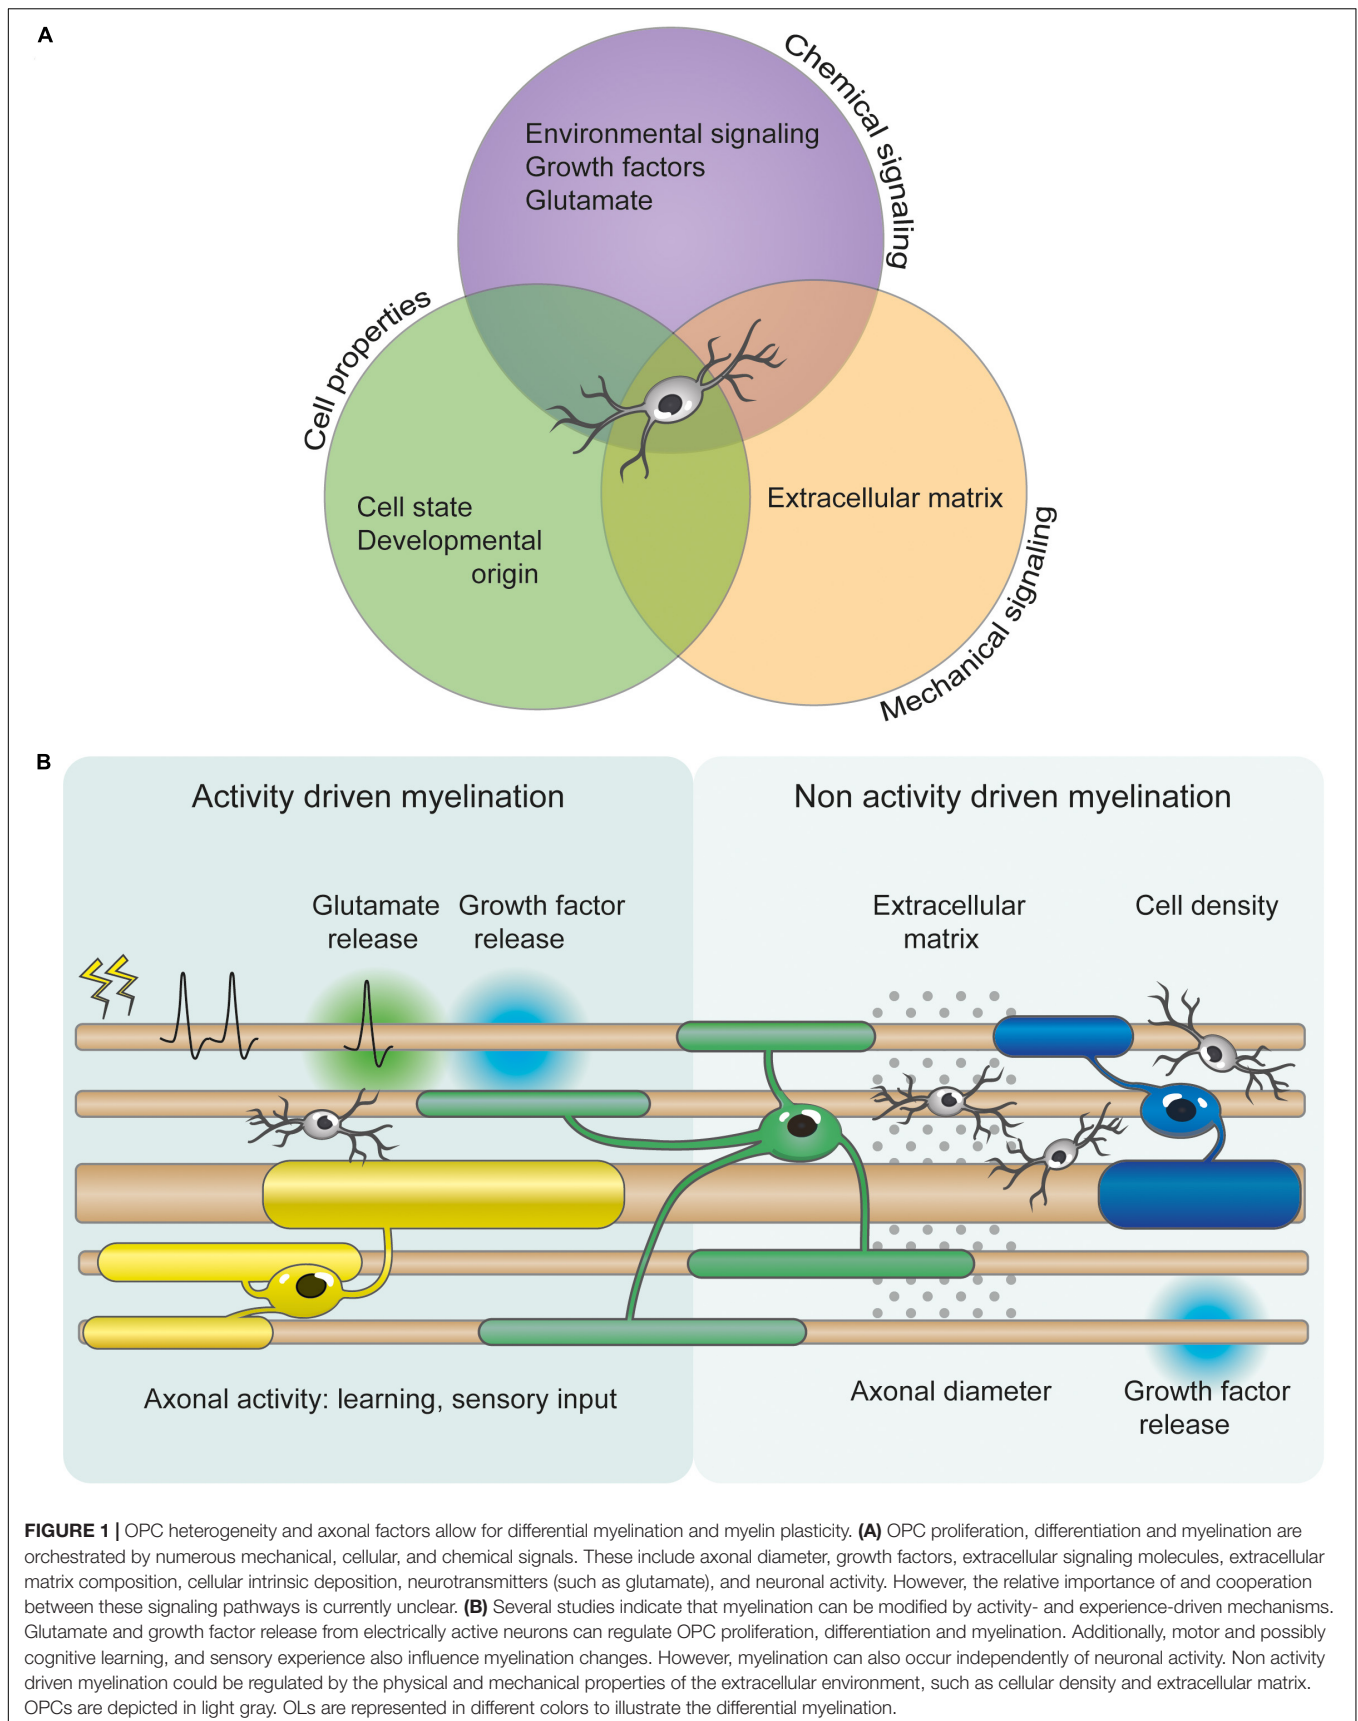 A
Chemical signaling
Environmental signaling
Growth factors
Glutamate
Cell properties
Cell state
Developmental
origin
Extracellular matrix
Mechanical signaling
B
Activity driven myelination
Non activity driven myelination
Glutamate
release
Growth factor
release
Extracellular
matrix
Cell density
Axonal activity: learning, sensory input
Axonal diameter
Growth factor
release
FIGURE 1 | OPC heterogeneity and axonal factors allow for differential myelination and myelin plasticity. (A) OPC proliferation, differentiation and myelination are
orchestrated by numerous mechanical, cellular, and chemical signals. These include axonal diameter, growth factors, extracellular signaling molecules, extracellular
matrix composition, cellular intrinsic deposition, neurotransmitters (such as glutamate), and neuronal activity. However, the relative importance of and cooperation
between these signaling pathways is currently unclear. (B) Several studies indicate that myelination can be modified by activity- and experience-driven mechanisms.
Glutamate and growth factor release from electrically active neurons can regulate OPC proliferation, differentiation and myelination. Additionally, motor and possibly
cognitive learning, and sensory experience also influence myelination changes. However, myelination can also occur independently of neuronal activity. Non activity
driven myelination could be regulated by the physical and mechanical properties of the extracellular environment, such as cellular density and extracellular matrix.
OPCs are depicted in light gray. OLs are represented in different colors to illustrate the differential myelination.